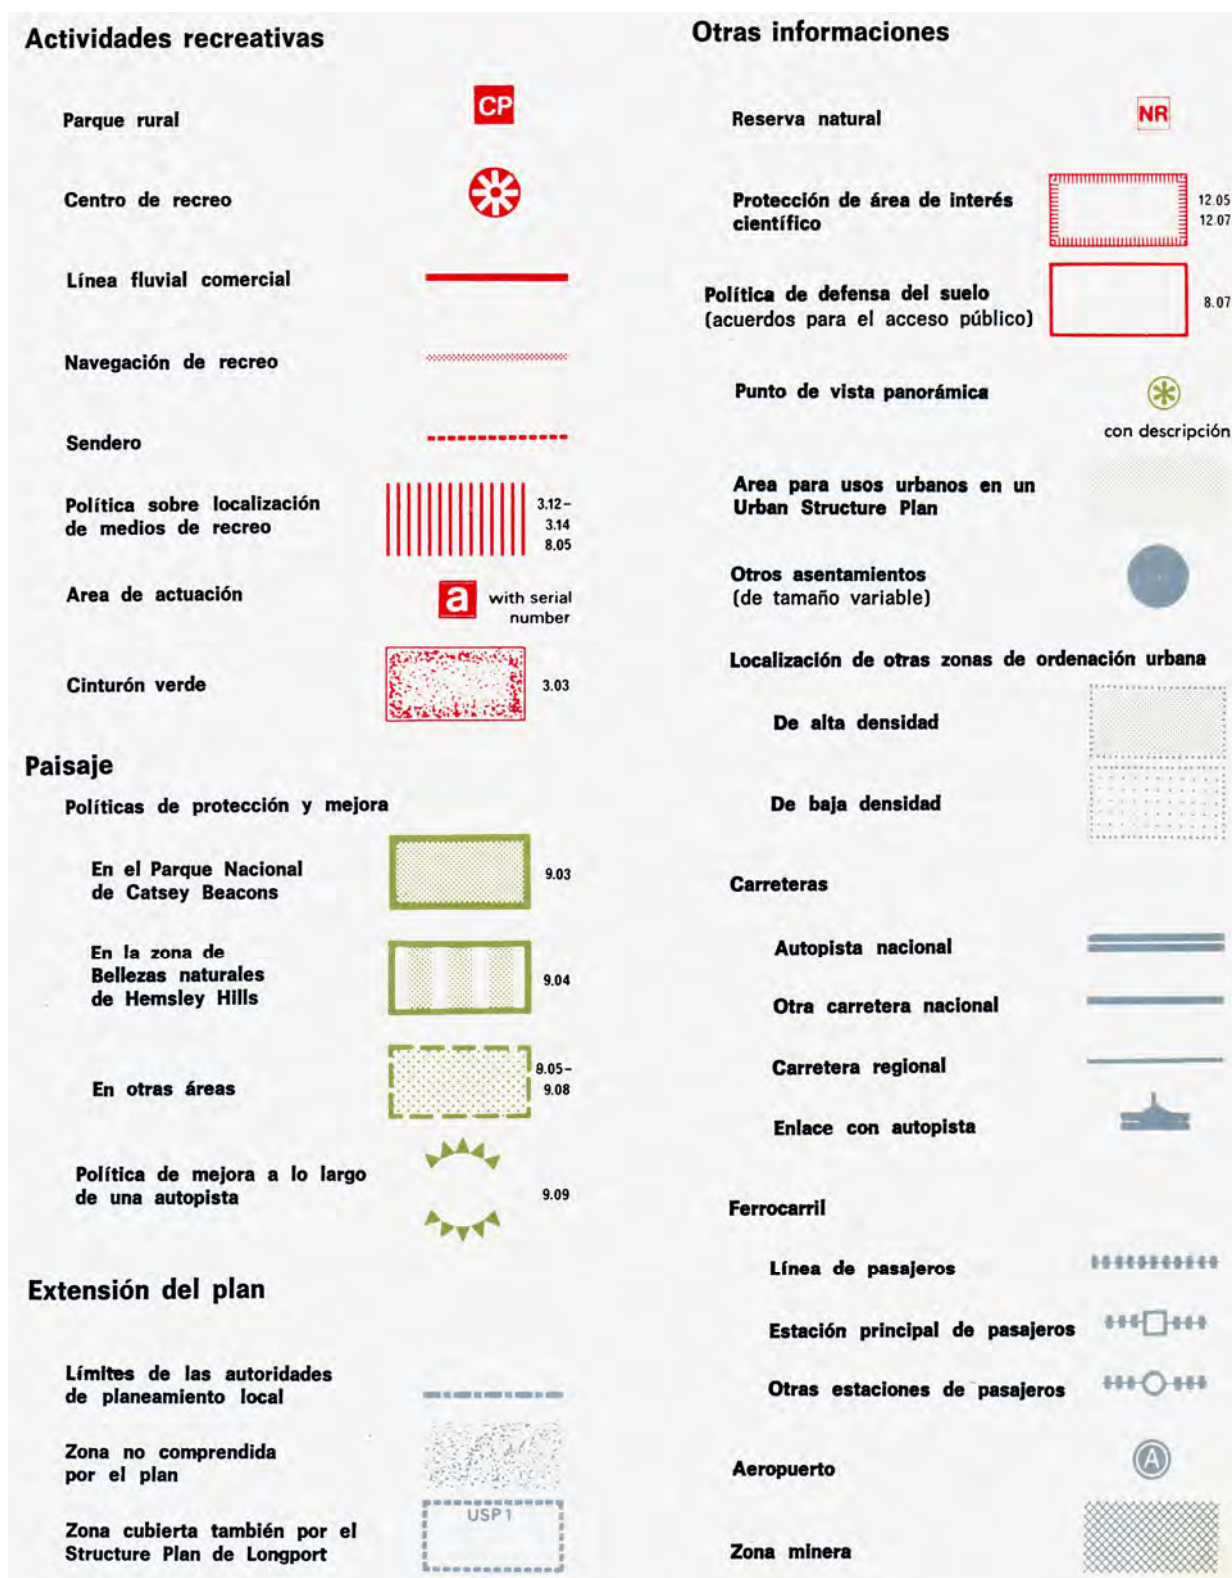 Actividades recreativas
Parque rural
CP
Centro de recreo
Línea fluvial comercial
Navegación de recreo
Sendero
Política sobre localización
de medios de recreo
3.12–
3.14
8.05
Area de actuación
a
with serial
number
Cinturón verde
3.03
Paisaje
Políticas de protección y mejora
En el Parque Nacional
de Catsey Beacons
9.03
En la zona de
Bellezas naturales
de Hemsley Hills
9.04
En otras áreas
8.05–
9.08
Política de mejora a lo largo
de una autopista
9.09
Extensión del plan
Límites de las autoridades
de planeamiento local
Zona no comprendida
por el plan
Zona cubierta también por el
Structure Plan de Longport
USP1
Otras informaciones
Reserva natural
NR
Protección de área de interés
científico
12.05
12.07
Política de defensa del suelo
(acuerdos para el acceso público)
8.07
Punto de vista panorámica
con descripción
Area para usos urbanos en un
Urban Structure Plan
Otros asentamientos
(de tamaño variable)
Localización de otras zonas de ordenación urbana
De alta densidad
De baja densidad
Carreteras
Autopista nacional
Otra carretera nacional
Carretera regional
Enlace con autopista
Ferrocarril
Línea de pasajeros
Estación principal de pasajeros
Otras estaciones de pasajeros
Aeropuerto
A
Zona minera